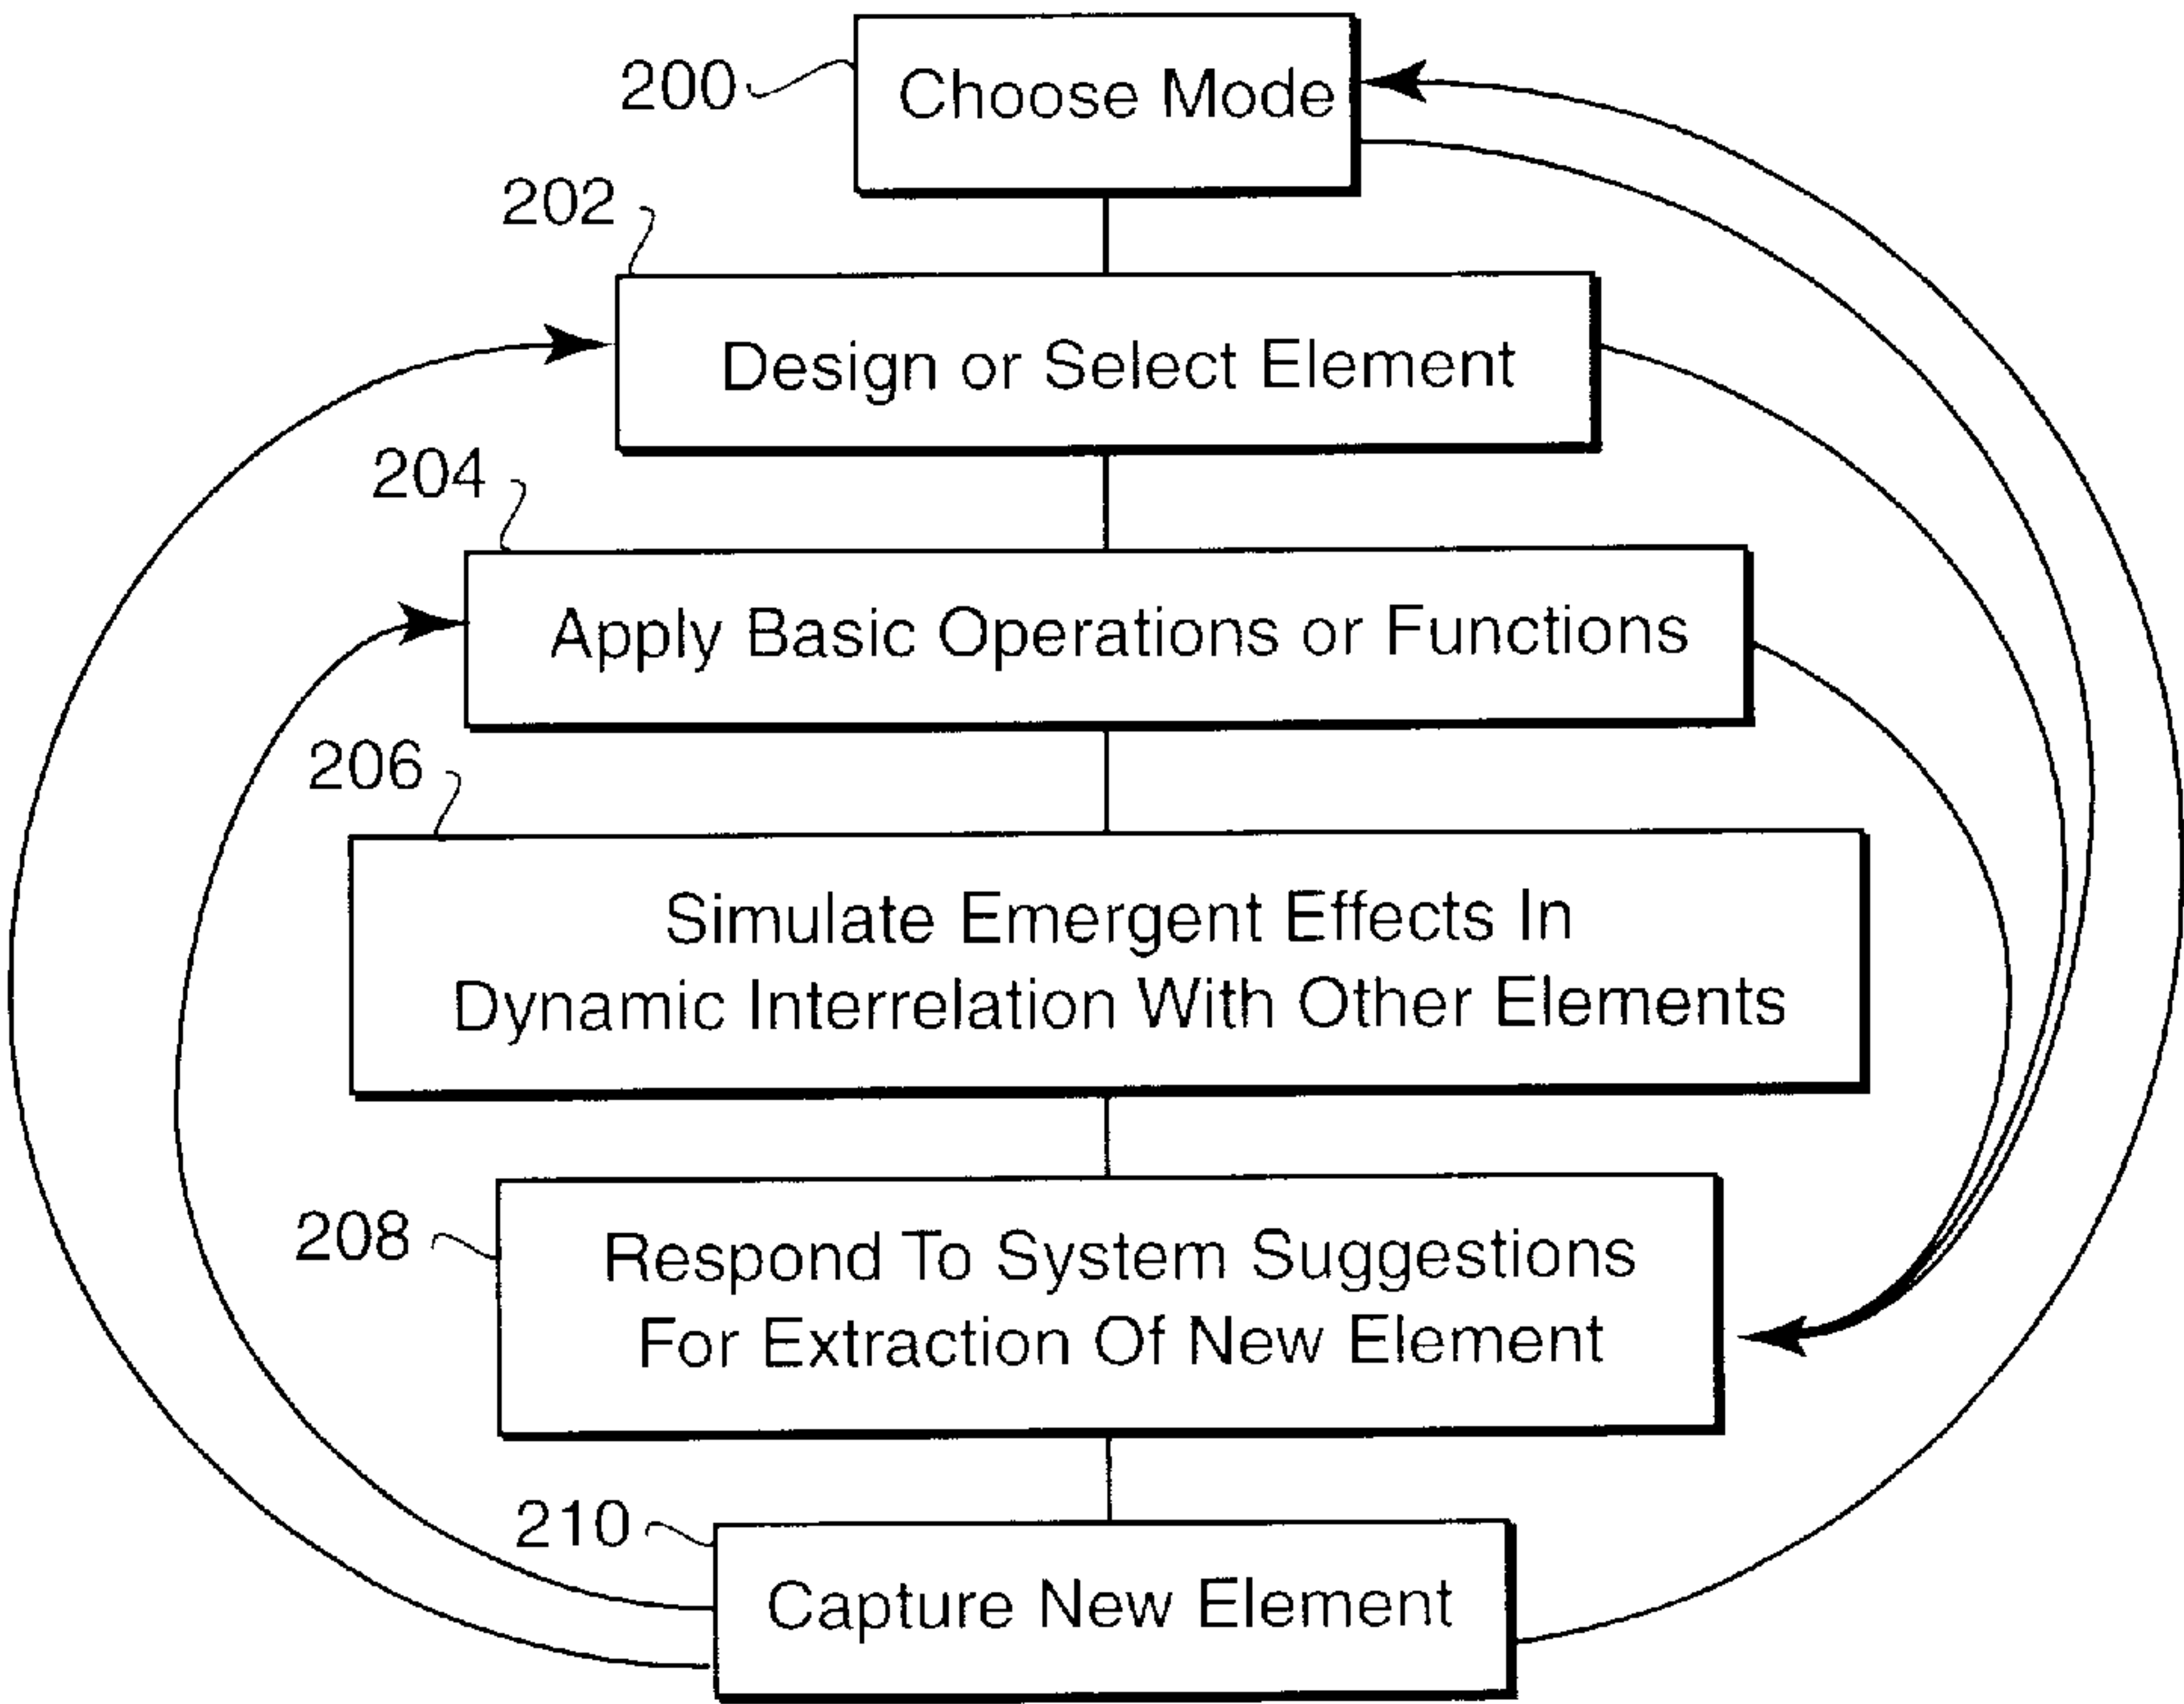 200
Choose Mode
202
Design or Select Element
204
Apply Basic Operations or Functions
206
Simulate Emergent Effects In
Dynamic Interrelation With Other Elements
208
Respond To System Suggestions
For Extraction Of New Element
210
Capture New Element